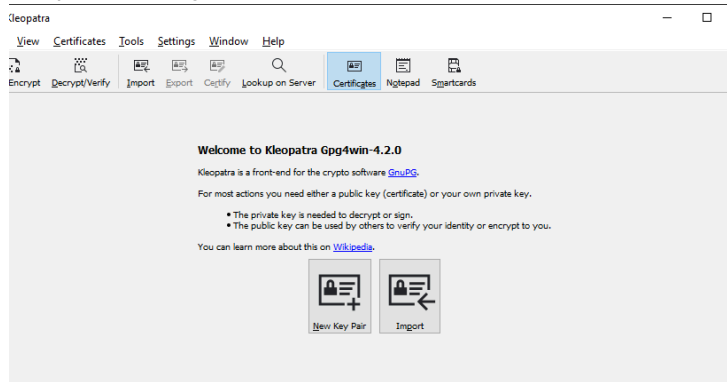 Kleopatra
View Certificates Tools Settings Window Help
Encrypt Decrypt/Verify Import Export Certify Lookup on Server Certificates Notepad Smartcards
Welcome to Kleopatra Gpg4win-4.2.0
Kleopatra is a front-end for the crypto software GnuPG.
For most actions you need either a public key (certificate) or your own private key.
• The private key is needed to decrypt or sign.
• The public key can be used by others to verify your identity or encrypt to you.
You can learn more about this on Wikipedia.
New Key Pair Import